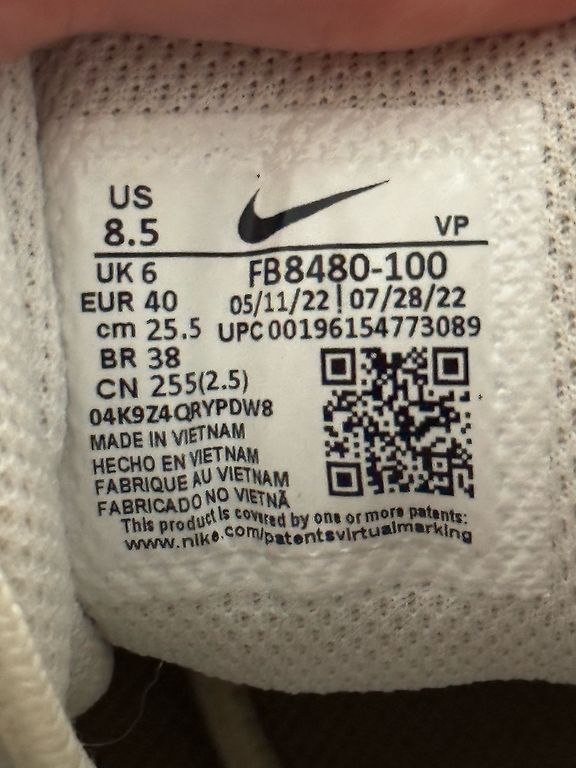 US
8.5
VP
UK 6
FB8480-100
EUR 40
05/11/22 | 07/28/22
cm 25.5
UPC 00196154773089
BR 38
CN 255(2.5)
04K9Z4QRYPDW8
MADE IN VIETNAM
HECHO EN VIETNAM
FABRIQUE AU VIETNAM
FABRICADO NO VIETNÃ
This product is covered by one or more patents:
www.nike.com/patentsvirtualmarking